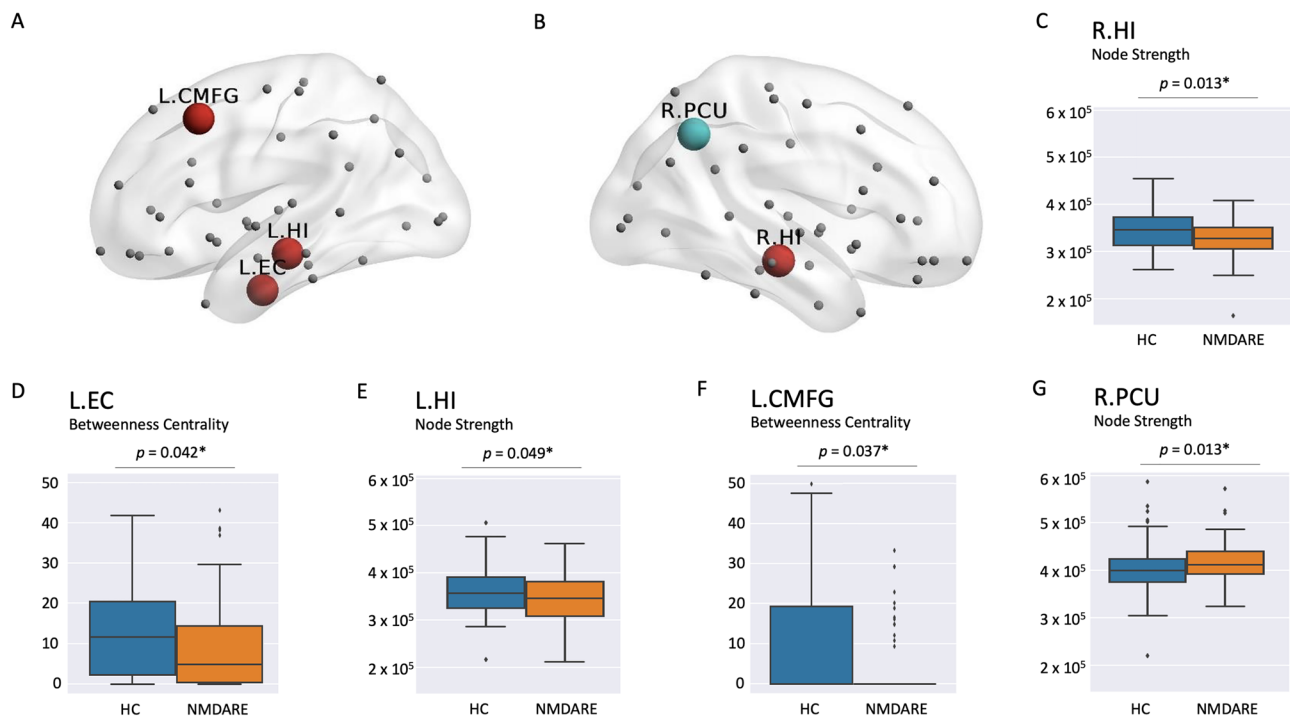 A
L.CMFG
L.HI
L.EC
B
R.PCU
R.HI
C
R.HI
Node Strength
p = 0.013*
6 x 10⁵
5 x 10⁵
4 x 10⁵
3 x 10⁵
2 x 10⁵
HC NMDARE
D
L.EC
Betweenness Centrality
p = 0.042*
50
40
30
20
10
0
HC NMDARE
E
L.HI
Node Strength
p = 0.049*
6 x 10⁵
5 x 10⁵
4 x 10⁵
3 x 10⁵
2 x 10⁵
HC NMDARE
F
L.CMFG
Betweenness Centrality
p = 0.037*
50
40
30
20
10
0
HC NMDARE
G
R.PCU
Node Strength
p = 0.013*
6 x 10⁵
5 x 10⁵
4 x 10⁵
3 x 10⁵
2 x 10⁵
HC NMDARE